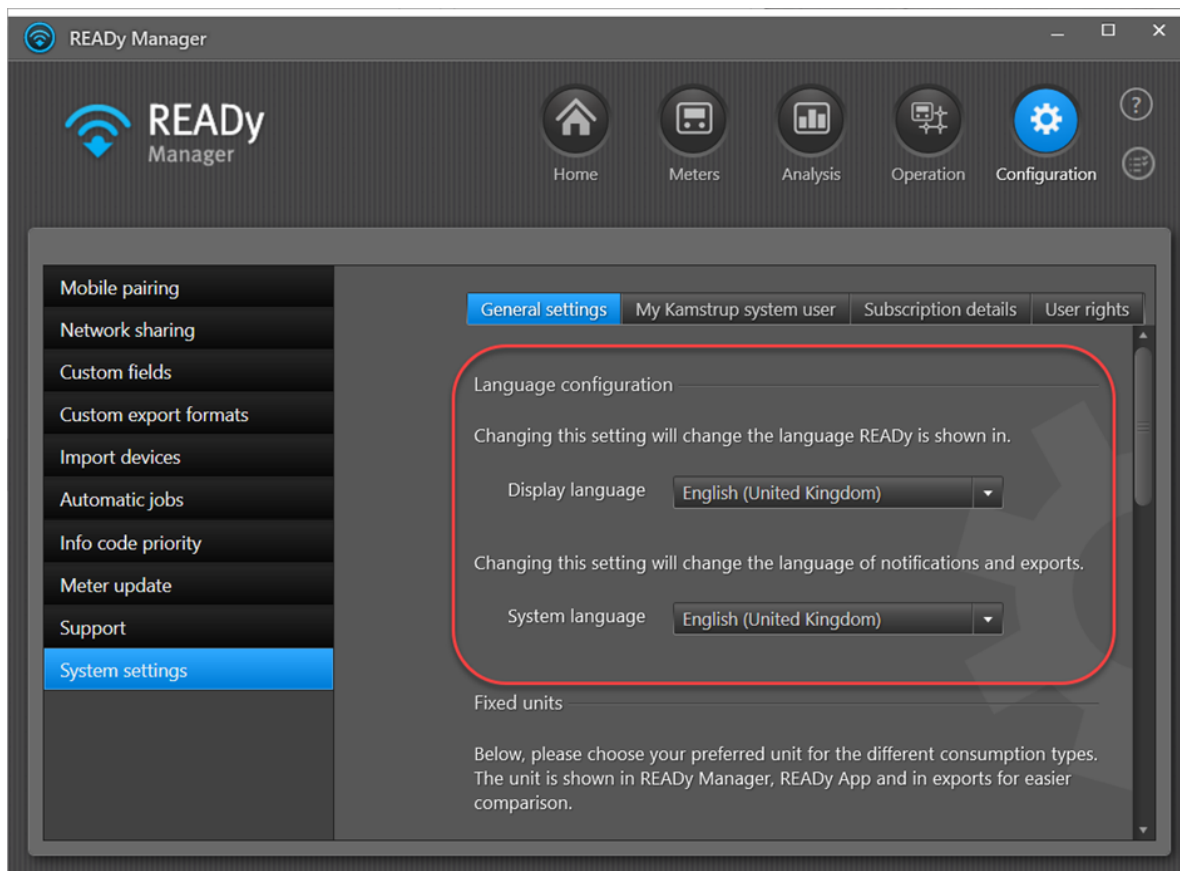 READy Manager
READy
Manager
Home
Meters
Analysis
Operation
Configuration
?
Mobile pairing
Network sharing
Custom fields
Custom export formats
Import devices
Automatic jobs
Info code priority
Meter update
Support
System settings
General settings
My Kamstrup system user
Subscription details
User rights
Language configuration
Changing this setting will change the language READy is shown in.
Display language
English (United Kingdom)
Changing this setting will change the language of notifications and exports.
System language
English (United Kingdom)
Fixed units
Below, please choose your preferred unit for the different consumption types.
The unit is shown in READy Manager, READy App and in exports for easier
comparison.